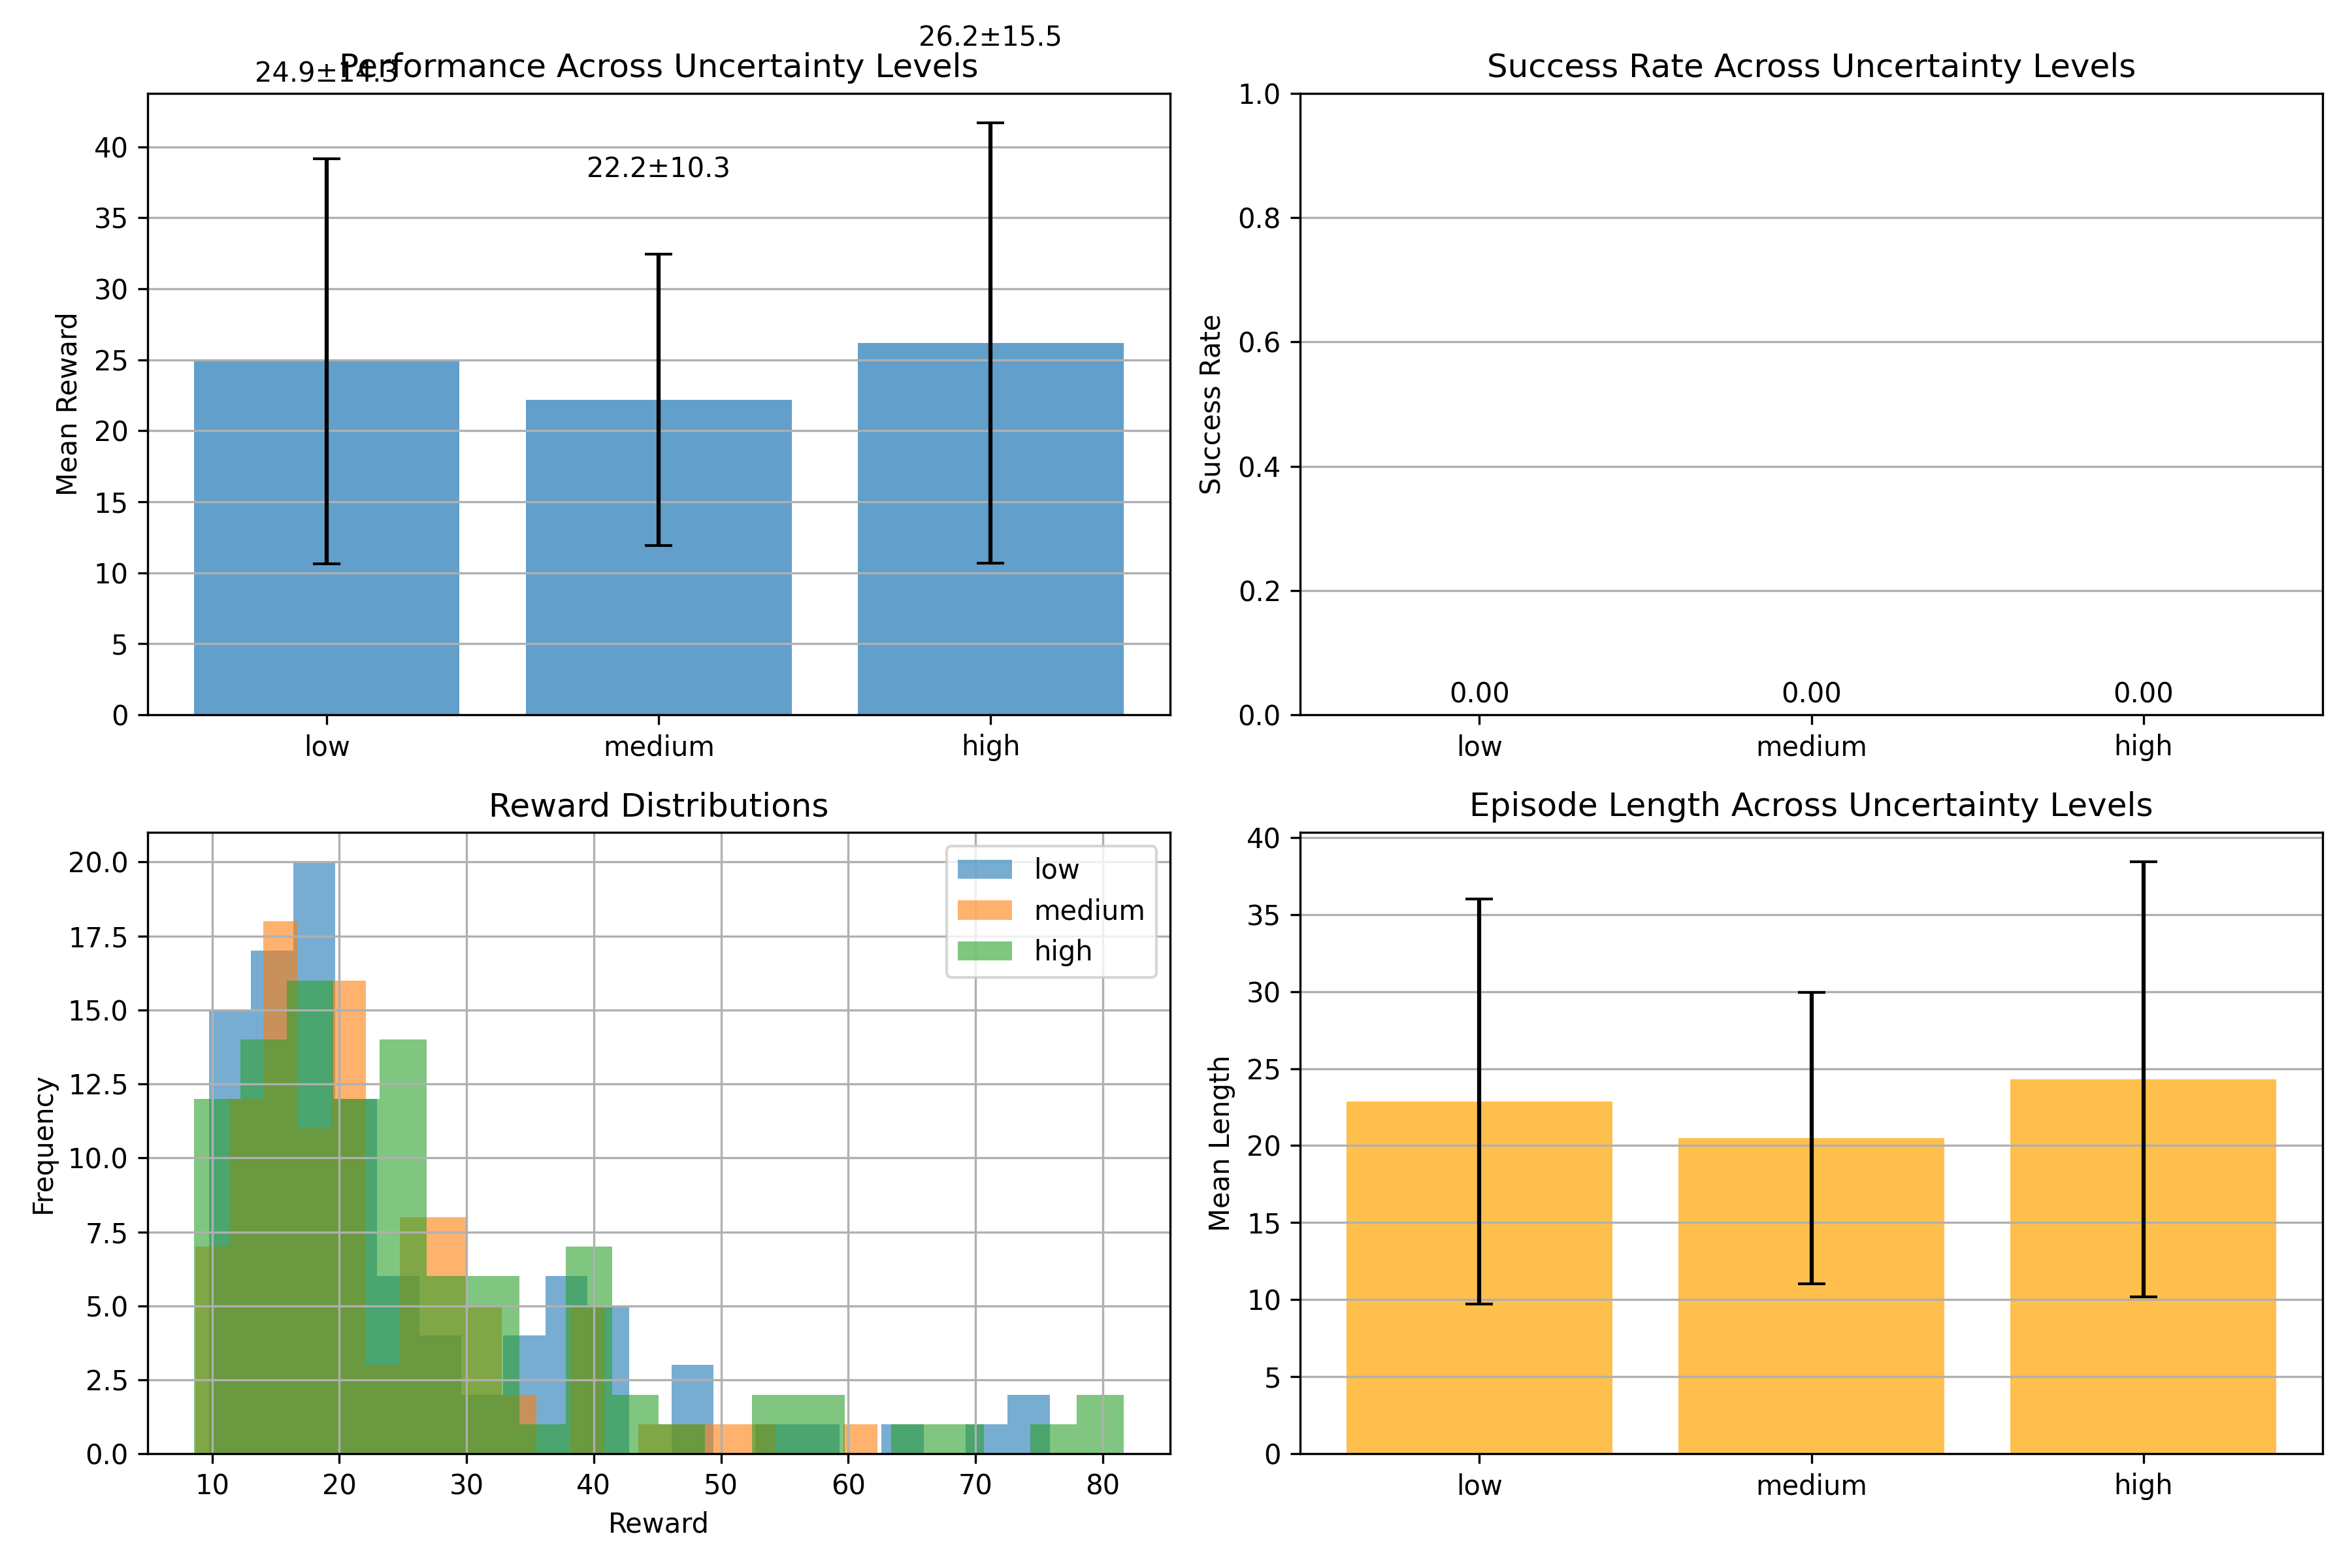 26.2±15.5
24.9±14.3
Performance Across Uncertainty Levels
22.2±10.3
Mean Reward
40
35
30
25
20
15
10
5
0
low medium high
Success Rate Across Uncertainty Levels
Success Rate
1.0
0.8
0.6
0.4
0.2
0.0
0.00 0.00 0.00
low medium high
Reward Distributions
low
medium
high
Frequency
20.0
17.5
15.0
12.5
10.0
7.5
5.0
2.5
0.0
10 20 30 40 50 60 70 80
Reward
Episode Length Across Uncertainty Levels
Mean Length
40
35
30
25
20
15
10
5
0
low medium high